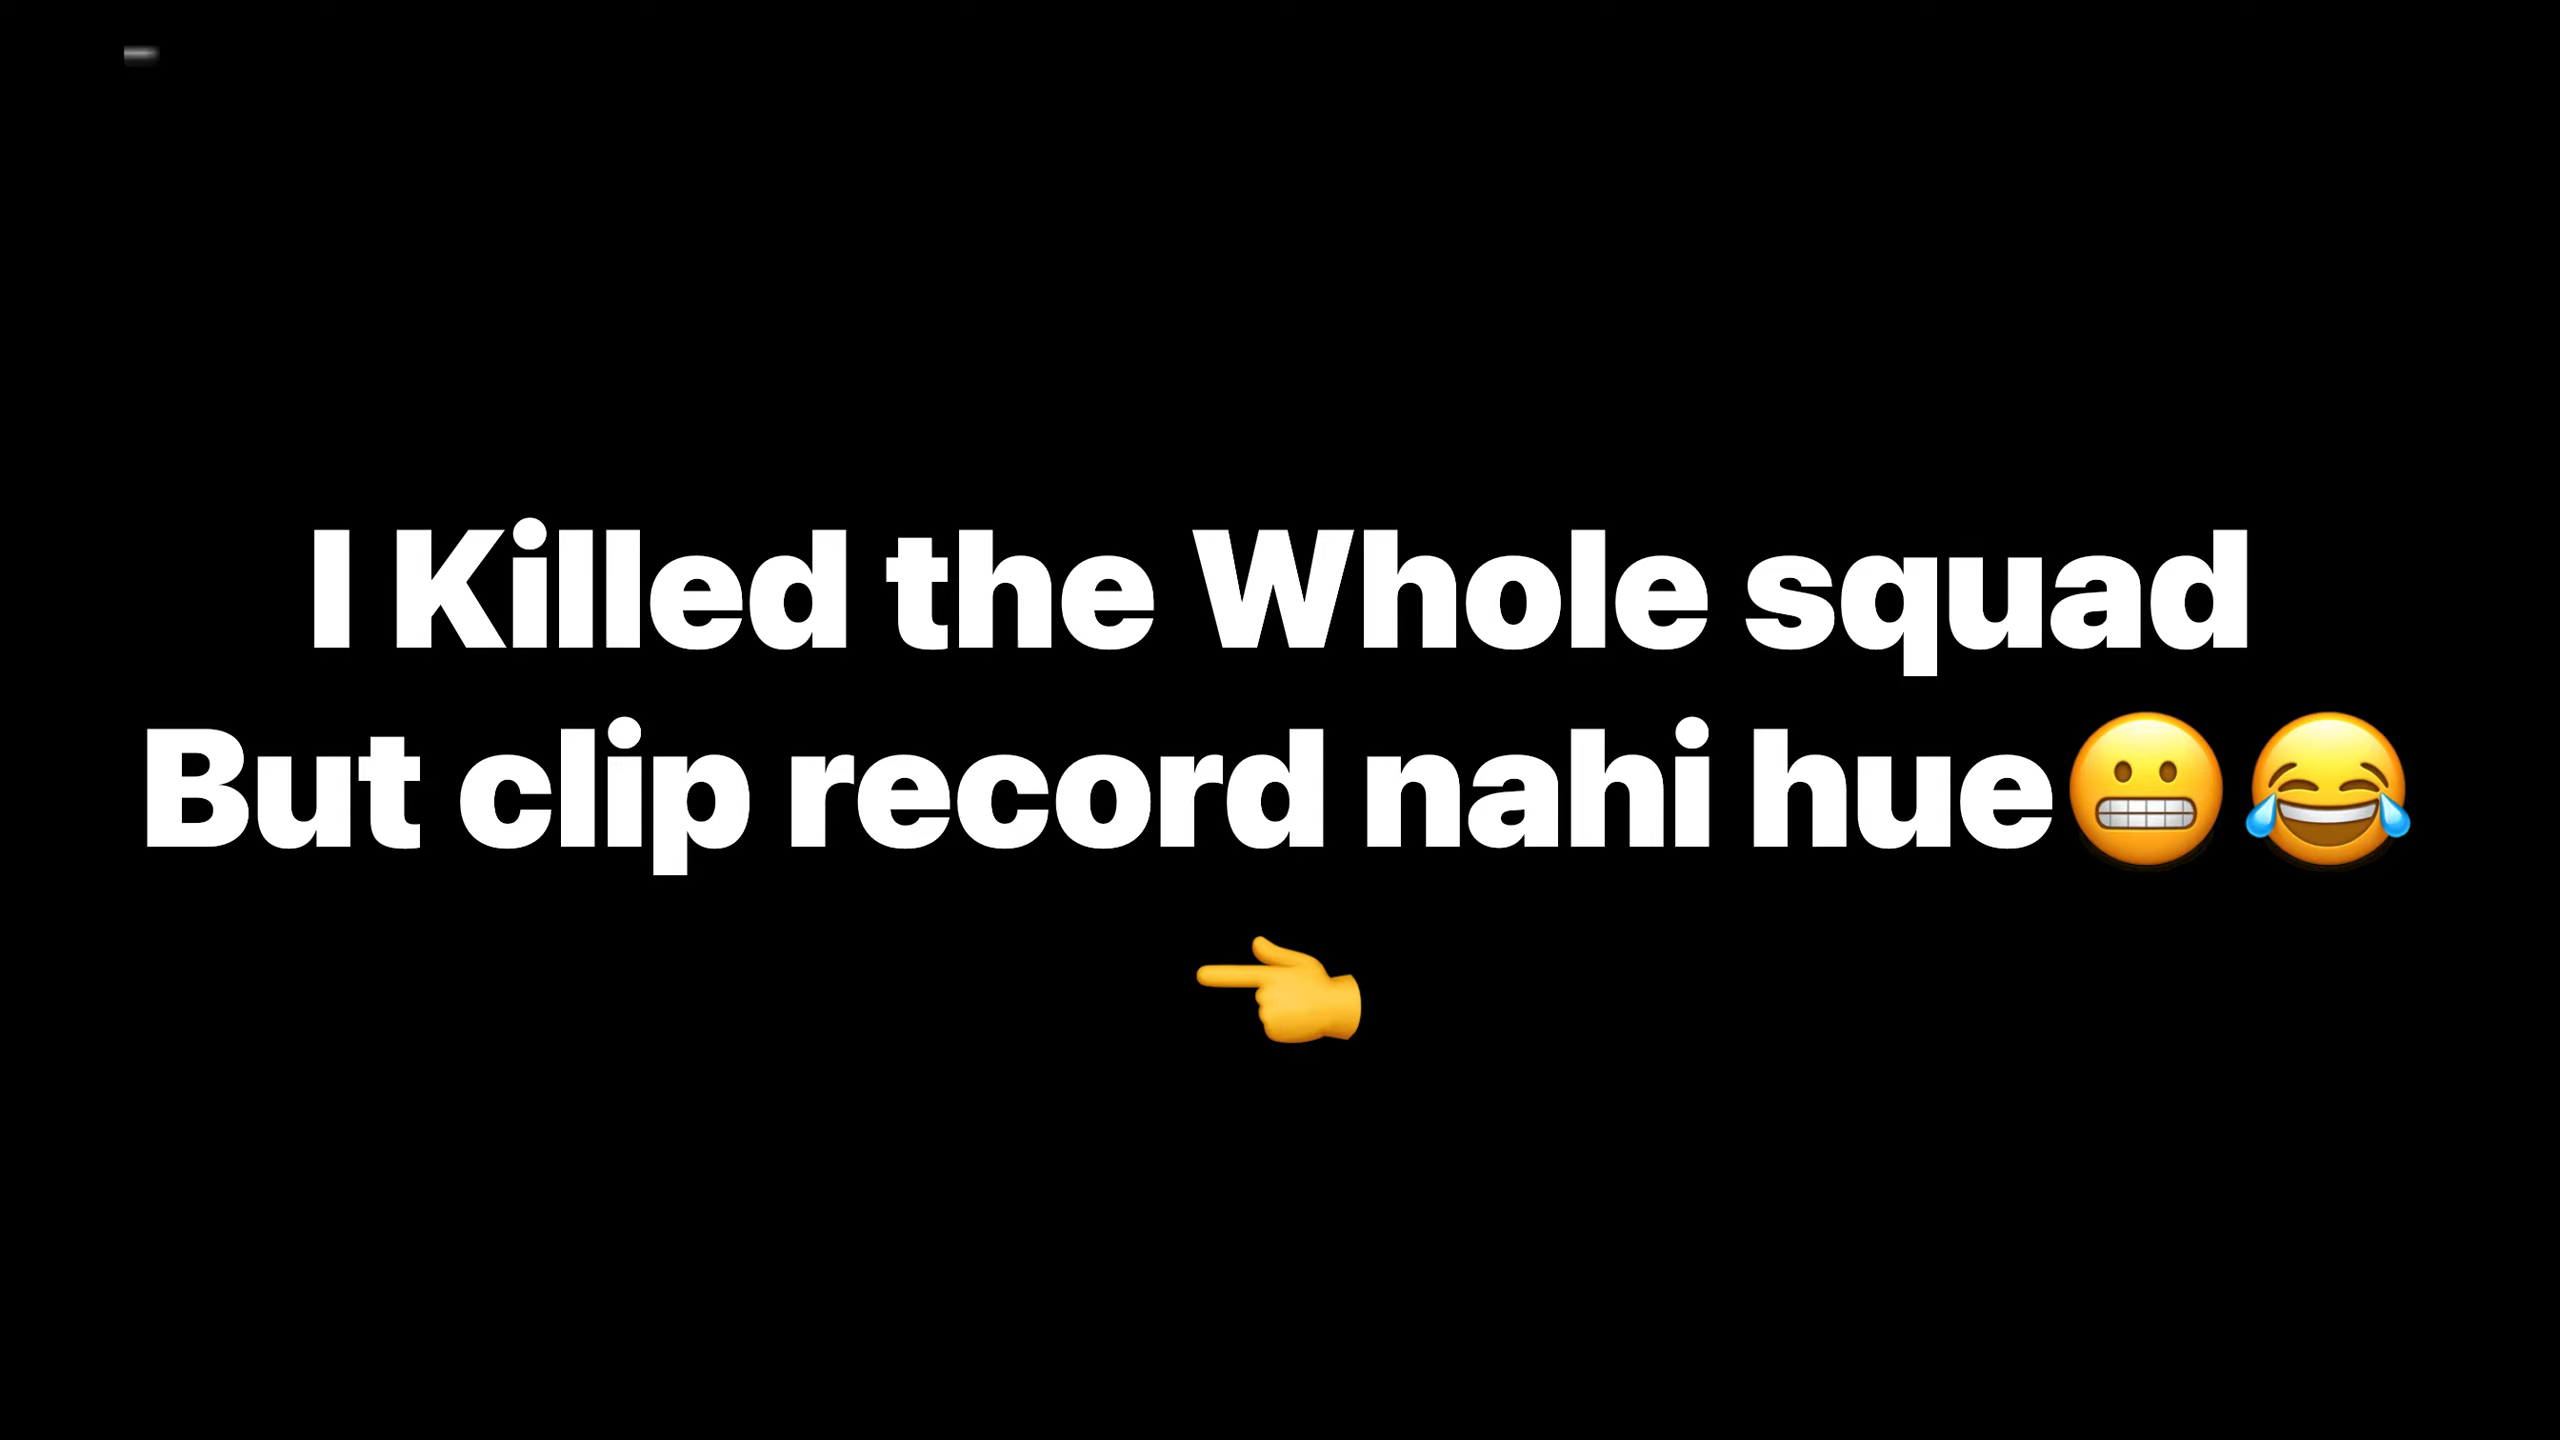 I Killed the Whole squad
But clip record nahi hue😬😂
👈